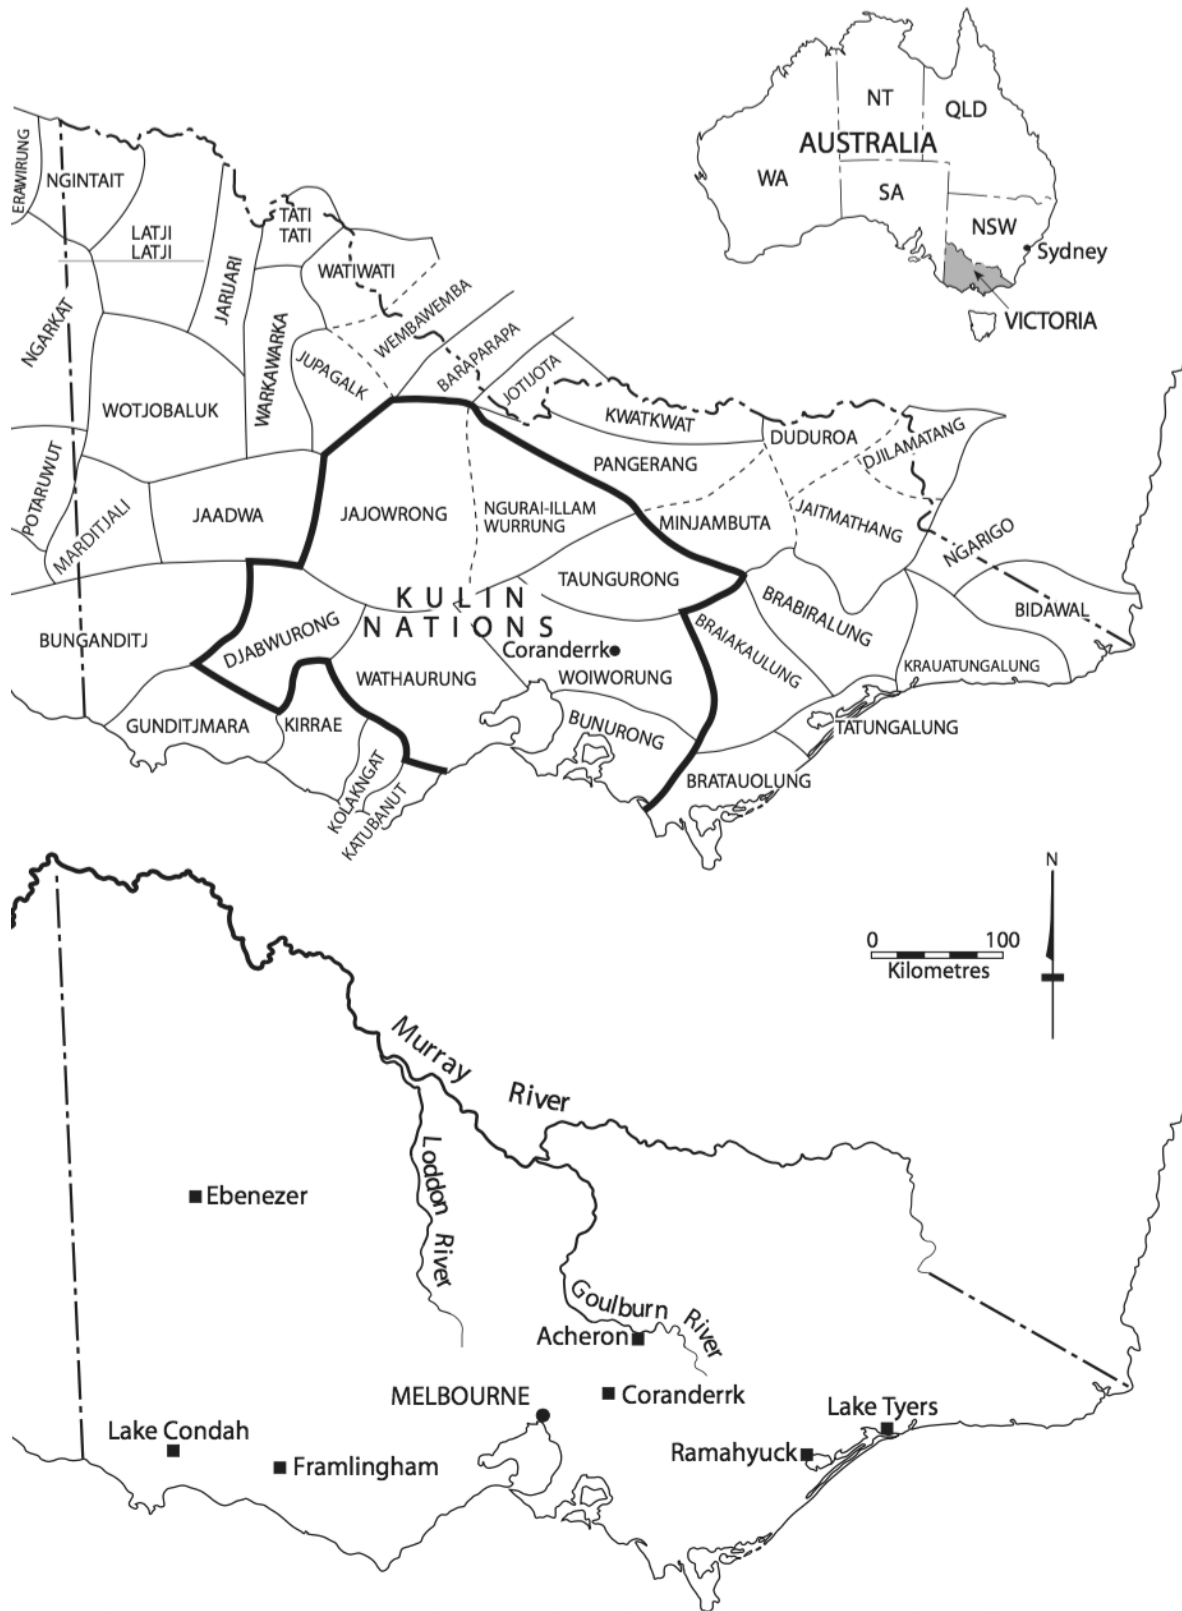 NT
QLD
AUSTRALIA
WA
SA
NSW
Sydney
VICTORIA
ERAWIRUNG
NGINTAIT
LATJI
LATJI
JARIJARI
TATI
TATI
WATIWATI
NGARKAT
WARKAWARKA
WEMBAWEMBA
JUPAGALK
BARAPARAPA
JOTIJOTA
WOTJOBALUK
KWATKWAT
DUDUROA
DJILAMATANG
PANGERANG
POTARUWUT
MARDITJALI
JAADWA
JAJOWRONG
NGURAI-ILLAM
WURRUNG
MINJAMBUTA
JAITMATHANG
NGARIGO
TAUNGURONG
KULIN
NATIONS
BRABIRALUNG
BIDAWAL
BUNGANDITJ
DJABWURONG
Coranderrk
BRAIAKAULUNG
KRAUATUNGALUNG
WATHAURUNG
WOIWORUNG
GUNDITJMARA
KIRRAE
BUNURONG
TATUNGALUNG
KOLAKNGAT
KATUBANUT
BRATAUOLUNG
N
0 100
Kilometres
Murray River
Loddon River
Ebenezer
Goulburn River
Acheron
MELBOURNE
Coranderrk
Lake Tyers
Lake Condah
Ramahyuck
Framlingham